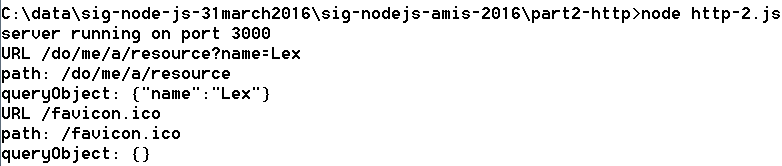 C:\data\sig-node-js-31march2016\sig-nodejs-amis-2016\part2-http>node http-2.js
server running on port 3000
URL /do/me/a/resource?name=Lex
path: /do/me/a/resource
queryObject: {"name":"Lex"}
URL /favicon.ico
path: /favicon.ico
queryObject: {}